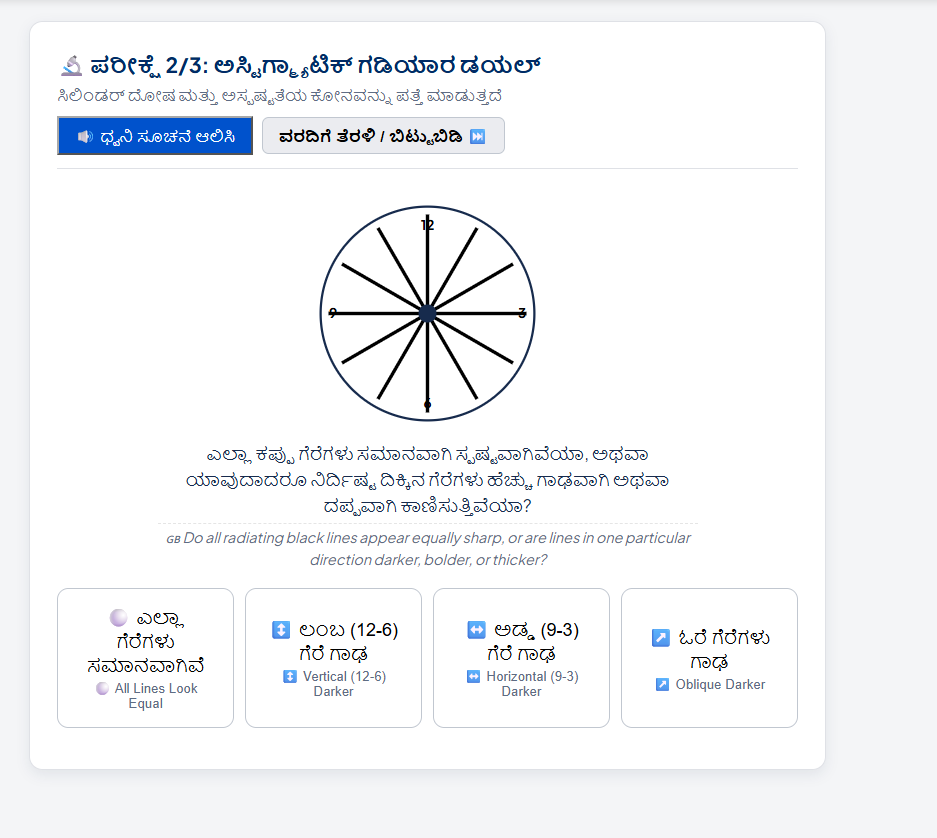 🔬 ಪರೀಕ್ಷೆ 2/3: ಅಸ್ಟಿಗ್ಮ್ಯಾಟಿಕ್ ಗಡಿಯಾರ ಡಯಲ್
ಸಿಲಿಂಡರ್ ದೋಷ ಮತ್ತು ಅಸ್ಪಷ್ಟತೆಯ ಕೋನವನ್ನು ಪತ್ತೆ ಮಾಡುತ್ತದೆ
🔊 ಧ್ವನಿ ಸೂಚನೆ ಆಲಿಸಿ
ವರದಿಗೆ ತೆರಳಿ / ಬಿಟ್ಟುಬಿಡಿ ⏭️
12
9
3
6
ಎಲ್ಲಾ ಕಪ್ಪು ಗೆರೆಗಳು ಸಮಾನವಾಗಿ ಸ್ಪಷ್ಟವಾಗಿವೆಯಾ, ಅಥವಾ
ಯಾವುದಾದರೂ ನಿರ್ದಿಷ್ಟ ದಿಕ್ಕಿನ ಗೆರೆಗಳು ಹೆಚ್ಚು ಗಾಢವಾಗಿ ಅಥವಾ
ದಪ್ಪವಾಗಿ ಕಾಣಿಸುತ್ತಿವೆಯಾ?
GB Do all radiating black lines appear equally sharp, or are lines in one particular
direction darker, bolder, or thicker?
ಎಲ್ಲಾ
ಗೆರೆಗಳು
ಸಮಾನವಾಗಿವೆ
All Lines Look
Equal
↕️ ಲಂಬ (12-6)
ಗೆರೆ ಗಾಢ
↕️ Vertical (12-6)
Darker
↔️ ಅಡ್ಡ (9-3)
ಗೆರೆ ಗಾಢ
↔️ Horizontal (9-3)
Darker
↗️ ಓರೆ ಗೆರೆಗಳು
ಗಾಢ
↗️ Oblique Darker